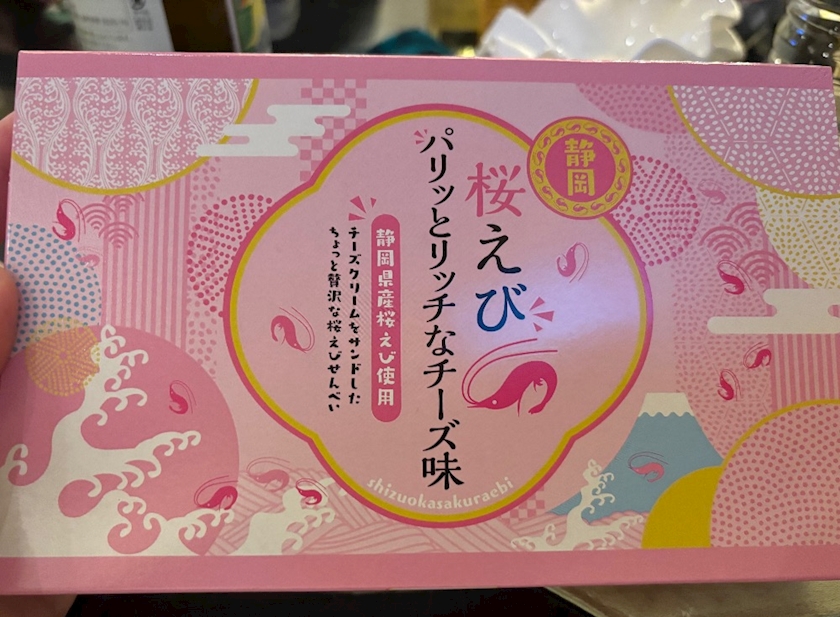 静岡
桜えび
パリッとリッチなチーズ味
静岡県産桜えび使用
チーズクリームをサンドした
ちょっと贅沢な桜えびせんべい
shizuokasakuraebi